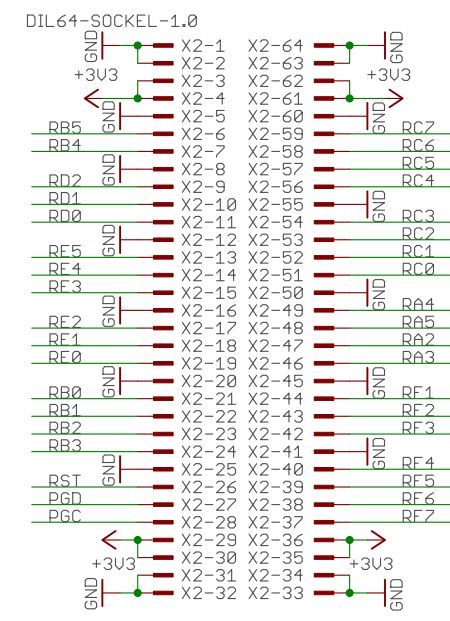 DIL64-SOCKEL-1.0
GND X2-1 X2-64 GND
X2-2 X2-63
+3V3 X2-3 X2-62 +3V3
X2-4 X2-61
GND X2-5 X2-60 GND
RB5 X2-6 X2-59 RC7
RB4 X2-7 X2-58 RC6
GND X2-8 X2-57 RC5
RD2 X2-9 X2-56 RC4
RD1 X2-10 X2-55 GND
RD0 X2-11 X2-54 RC3
GND X2-12 X2-53 RC2
RE5 X2-13 X2-52 RC1
RE4 X2-14 X2-51 RC0
RE3 X2-15 X2-50 GND
GND X2-16 X2-49 RA4
RE2 X2-17 X2-48 RA5
RE1 X2-18 X2-47 RA2
RE0 X2-19 X2-46 RA3
GND X2-20 X2-45 GND
RB0 X2-21 X2-44 RF1
RB1 X2-22 X2-43 RF2
RB2 X2-23 X2-42 RF3
RB3 X2-24 X2-41 GND
GND X2-25 X2-40 RF4
RST X2-26 X2-39 RF5
PGD X2-27 X2-38 RF6
PGC X2-28 X2-37 RF7
X2-29 X2-36
+3V3 X2-30 X2-35 +3V3
X2-31 X2-34
GND X2-32 X2-33 GND